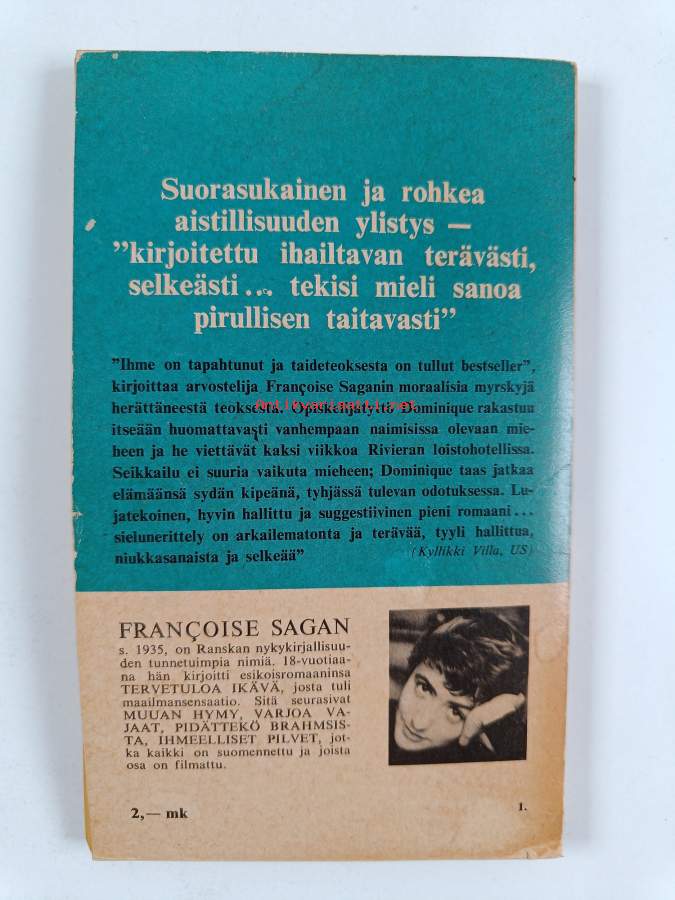 Suorasukainen ja rohkea
aistillisuuden ylistys —
"kirjoitettu ihailtavan terävästi,
selkeästi... tekisi mieli sanoa
pirullisen taitavasti"
"Ihme on tapahtunut ja taideteoksesta on tullut bestseller",
kirjoittaa arvostelija Françoise Saganin moraalisia myrskyjä
herättäneestä teoksesta. Opiskelijatyttö Dominique rakastuu
Antikvariaatti.net
itseään huomattavasti vanhempaan naimisissa olevaan mie-
heen ja he viettävät kaksi viikkoa Rivieran loistohotellissa.
Seikkailu ei suuria vaikuta mieheen; Dominique taas jatkaa
elämäänsä sydän kipeänä, tyhjässä tulevan odotuksessa. Lu-
jatekoinen, hyvin hallittu ja suggestiivinen pieni romaani...
sielunerittely on arkailematonta ja terävää, tyyli hallittua,
niukkasanaista ja selkeää" (Kyllikki Villa, US)
FRANÇOISE SAGAN
s. 1935, on Ranskan nykykirjallisuu-
den tunnetuimpia nimiä. 18-vuotiaa-
na hän kirjoitti esikoisromaaninsa
TERVETULOA IKÄVÄ, josta tuli
maailmansensaatio. Sitä seurasivat
MUUAN HYMY, VARJOA VA-
JAAT, PIDÄTTEKÖ BRAHMSIS-
TA, IHMEELLISET PILVET, jot-
ka kaikki on suomennettu ja joista
osa on filmattu.
2,— mk 1.